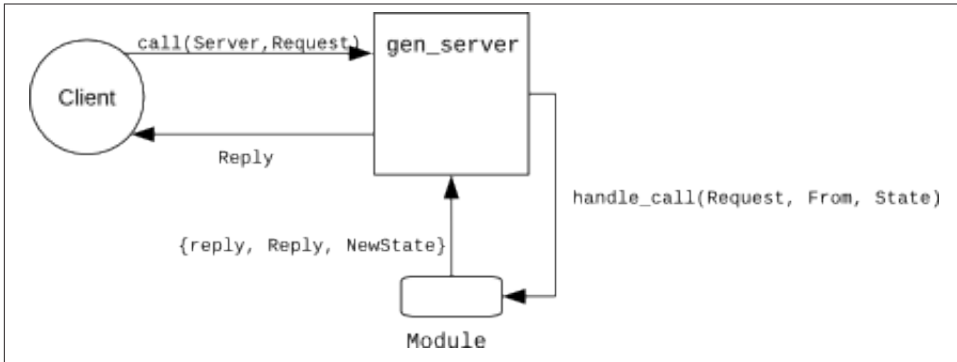 call(Server,Request)
gen_server
Client
Reply
handle_call(Request, From, State)
{reply, Reply, NewState}
Module